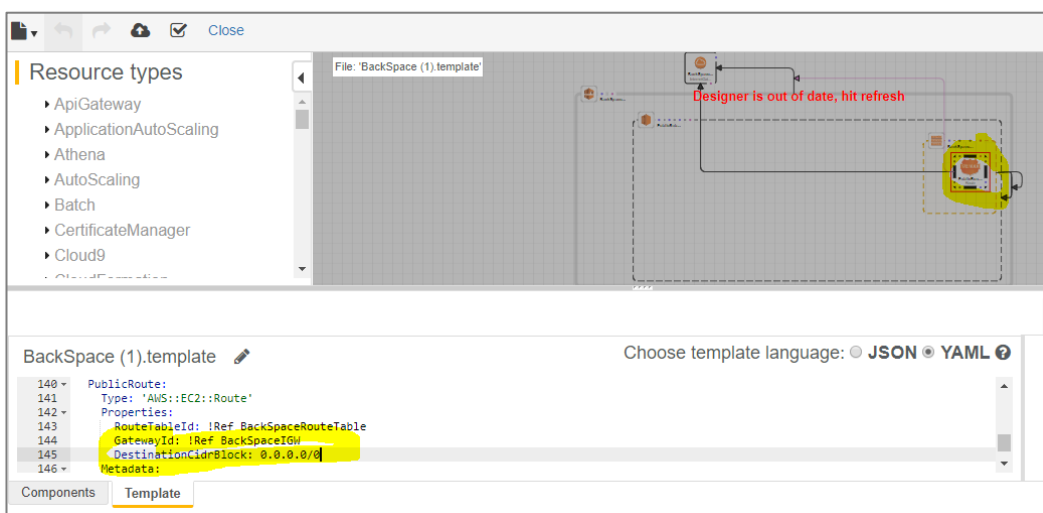 Close
Resource types
ApiGateway
ApplicationAutoScaling
Athena
AutoScaling
Batch
CertificateManager
Cloud9
CloudFormation
File: 'BackSpace (1).template'
Designer is out of date, hit refresh
BackSpace (1).template
Choose template language: JSON YAML
140 PublicRoute:
141 Type: 'AWS::EC2::Route'
142 Properties:
143 RouteTableId: !Ref BackSpaceRouteTable
144 GatewayId: !Ref BackSpaceIGW
145 DestinationCidrBlock: 0.0.0.0/0
146 Metadata:
Components Template